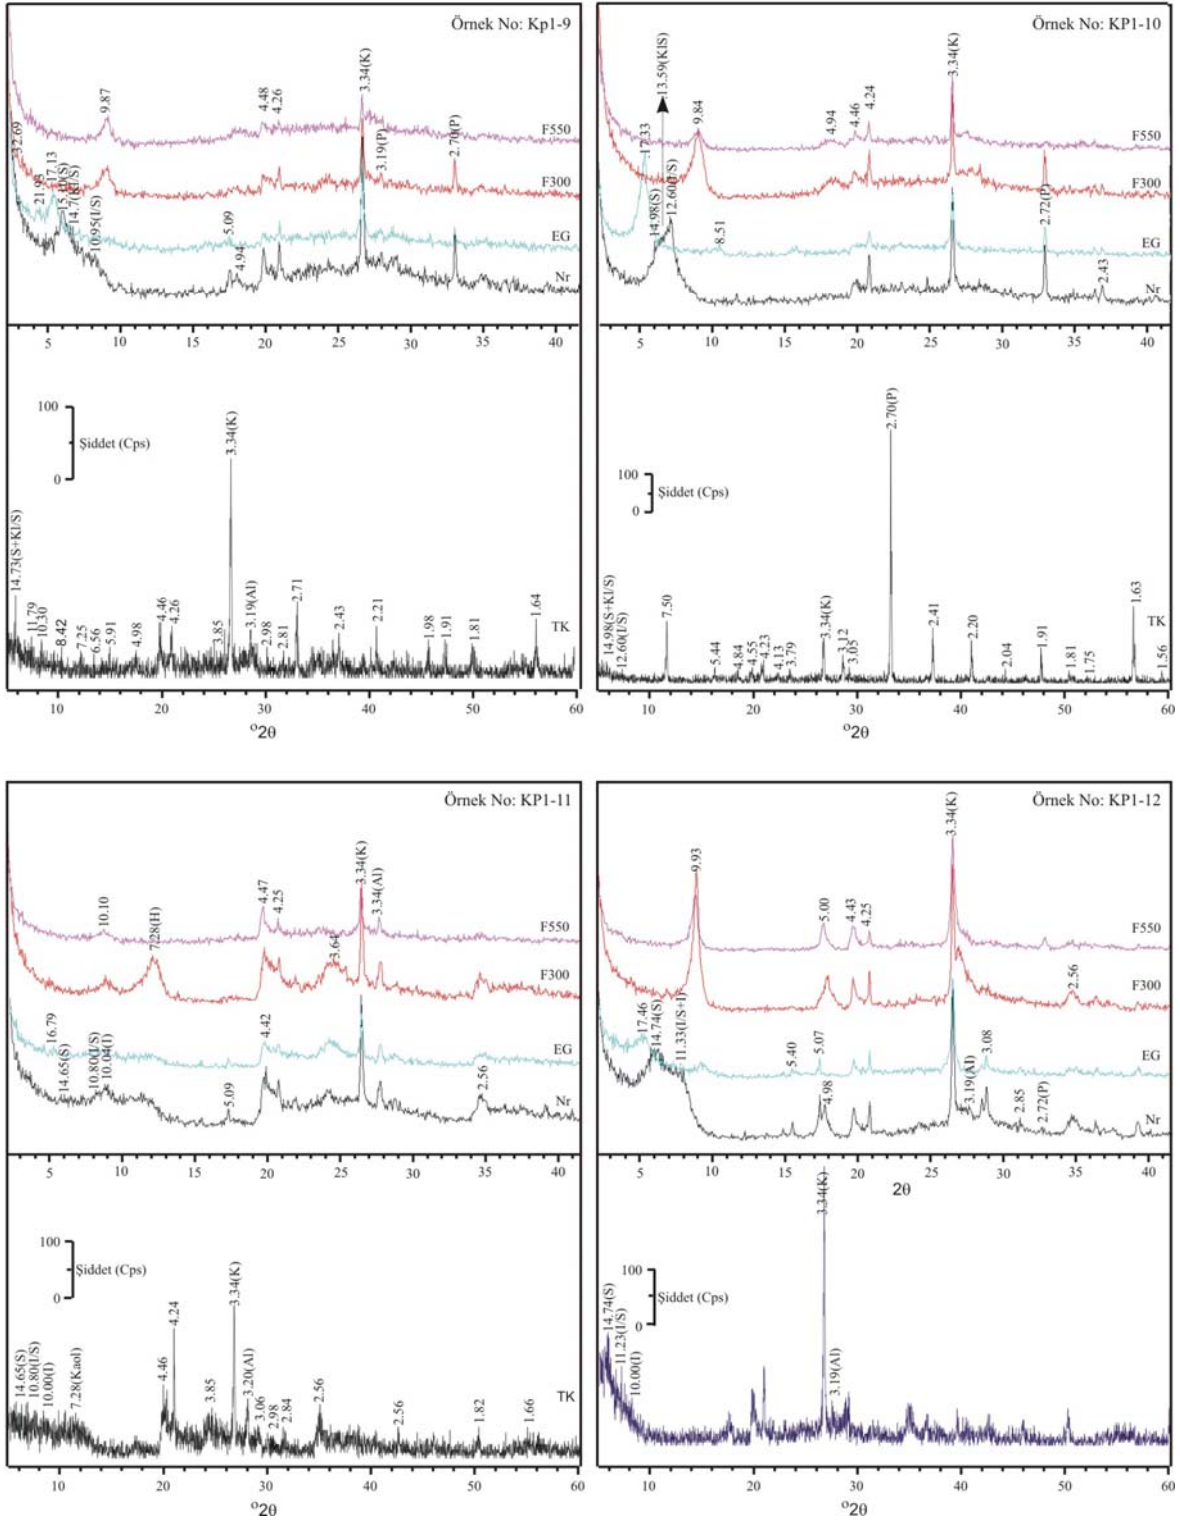 Örnek No: Kp1-9
32.69
21.93
17.13
15.10(S)
14.7(Kl/S)
10.95(I/S)
9.87
5.09
4.94
4.48
4.26
3.34(K)
3.19(P)
2.70(P)
F550
F300
EG
Nr
5 10 20 25 30 35 40
100
Şiddet (Cps)
0
14.73(S+Kl/S)
11.79
10.30
8.42
7.25
6.56
5.91
4.98
4.46
4.26
3.85
3.34(K)
3.19(Al)
2.98
2.81
2.71
2.43
2.21
1.98
1.91
1.81
1.64
TK
10 20 30 40 50 60
°2θ
Örnek No: KP1-10
17.33
14.98(S)
13.59(KlS)
12.60(I/S)
9.84
8.51
4.94
4.46
4.24
3.34(K)
2.72(P)
2.43
F550
F300
EG
Nr
5 10 15 20 25 30 35 40
100
Şiddet (Cps)
0
14.98(S+Kl/S)
12.60(I/S)
7.50
5.44
4.84
4.55
4.23
4.13
3.79
3.34(K)
3.12
3.05
2.70(P)
2.41
2.20
2.04
1.91
1.81
1.75
1.63
1.56
TK
10 20 30 40 50 60
°2θ
Örnek No: KP1-11
16.79
14.65(S)
10.80(I/S)
10.04(I)
10.10
7.28(H)
5.09
4.47
4.42
4.25
3.64
3.34(K)
3.34(Al)
2.56
F550
F300
EG
Nr
5 10 15 20 25 30 35 40
100
Şiddet (Cps)
0
14.65(S)
10.80(I/S)
10.00(I)
7.28(Kaol)
4.46
4.24
3.85
3.34(K)
3.20(Al)
3.06
2.98
2.84
2.56
2.56
1.82
1.66
TK
10 20 30 40 50 60
°2θ
Örnek No: KP1-12
17.46
14.74(S)
11.33(I/S+I)
9.93
5.40
5.07
5.00
4.98
4.43
4.25
3.34(K)
3.19(Al)
3.08
2.85
2.72(P)
2.56
F550
F300
EG
Nr
5 10 15 20 25 30 35 40
2θ
100
Şiddet (Cps)
0
14.74(S)
11.23(I/S)
10.00(I)
3.34(K)
3.19(Al)
10 20 30 40 50 60
°2θ